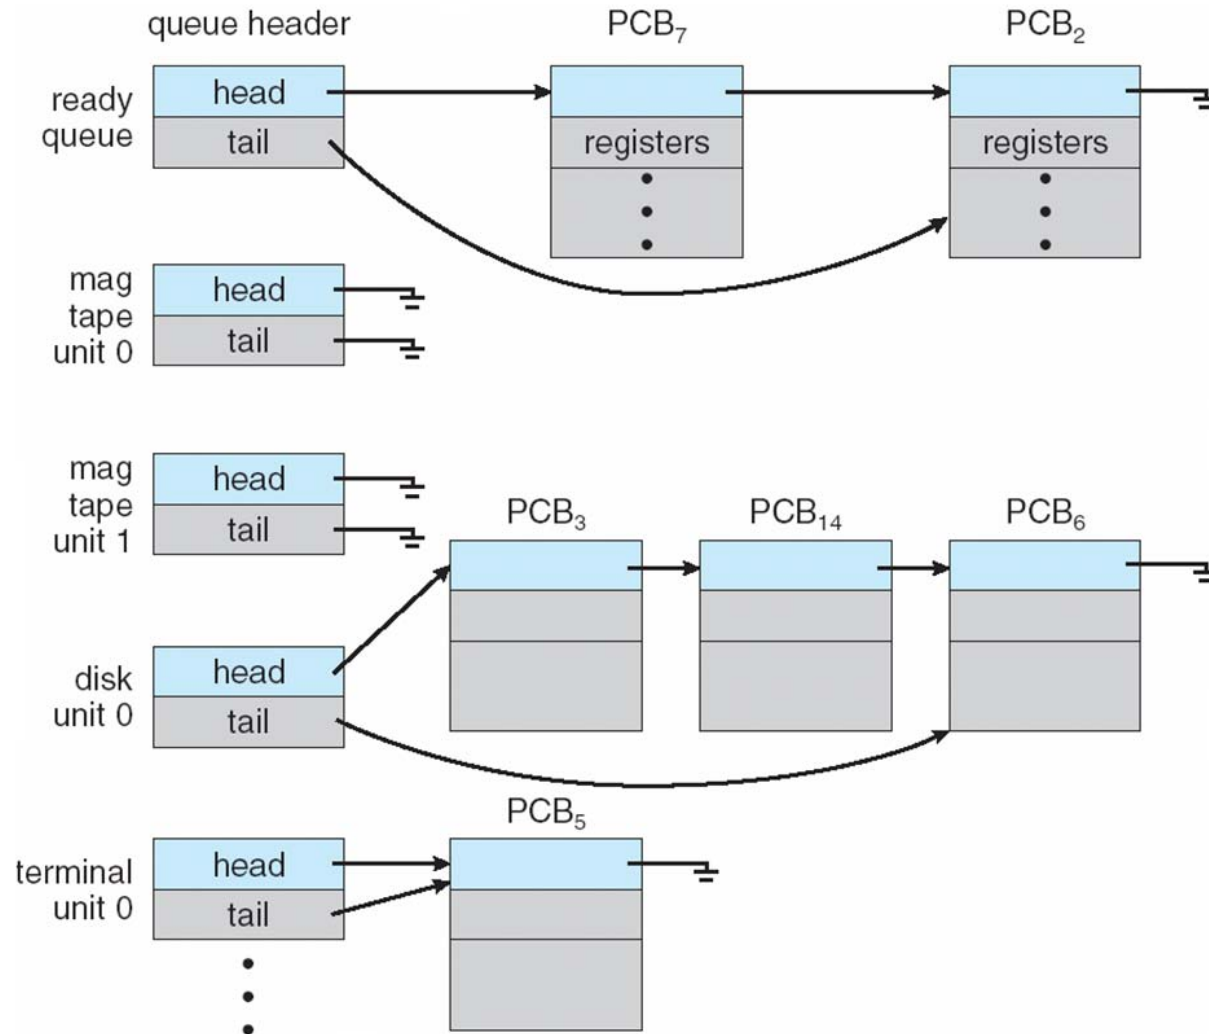 queue header
PCB₇
PCB₂
ready
queue
head
tail
registers
registers
mag
tape
unit 0
head
tail
mag
tape
unit 1
head
tail
PCB₃
PCB₁₄
PCB₆
disk
unit 0
head
tail
PCB₅
terminal
unit 0
head
tail